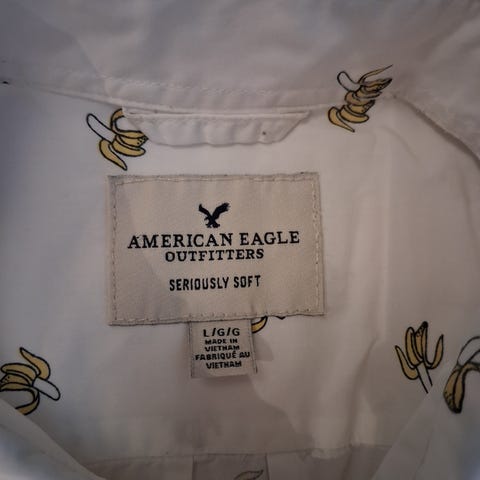 AMERICAN EAGLE
OUTFITTERS
SERIOUSLY SOFT
L/G/G
MADE IN
VIETNAM
FABRIQUÉ AU
VIETNAM